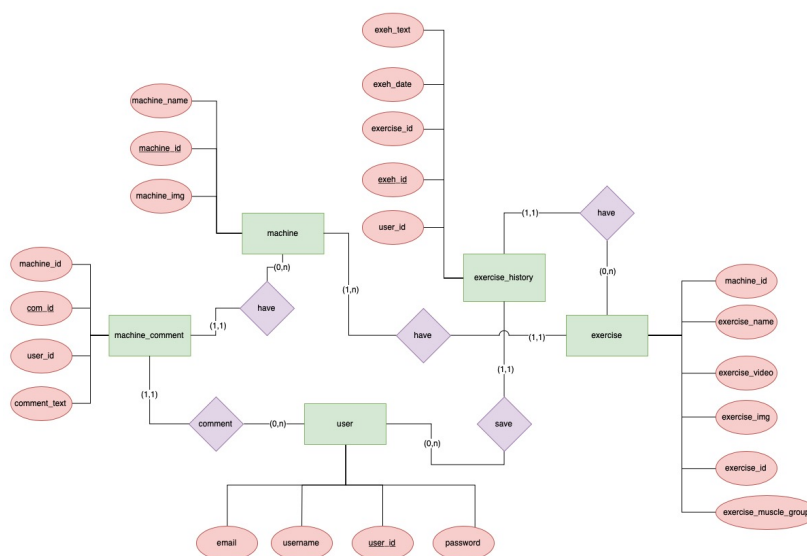 exeh_text
exeh_date
machine_name
exercise_id
machine_id
exeh_id
machine_img
user_id
(1,1)
have
machine
machine_id
(0,n)
exercise_history
(0,n)
machine_id
com_id
have
(1,n)
exercise_name
(1,1)
machine_comment
have
(1,1)
exercise
user_id
exercise_video
(1,1)
(1,1)
comment_text
exercise_img
comment
(0,n)
user
save
(0,n)
exercise_id
exercise_muscle_group
email
username
user_id
password